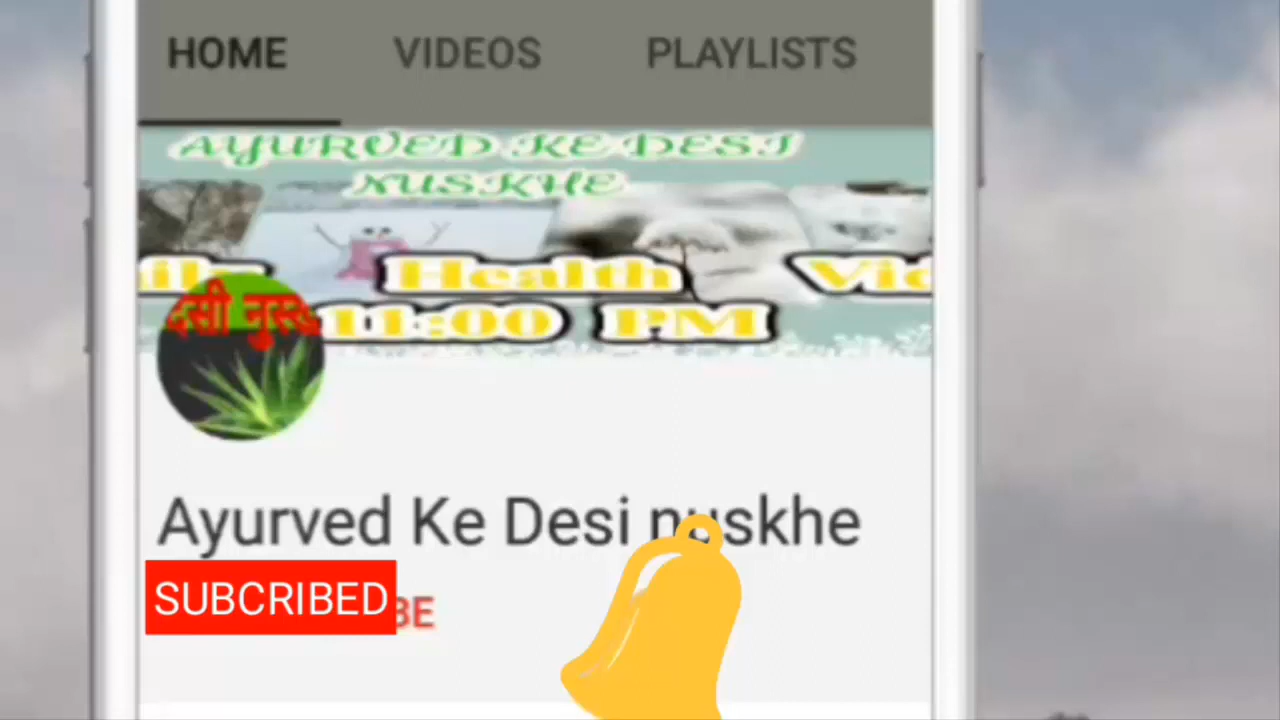 HOME VIDEOS PLAYLISTS
AYURVED KE DESI
NUSKHE
Health
11:00 PM
Ayurved Ke Desi nuskhe
SUBCRIBED